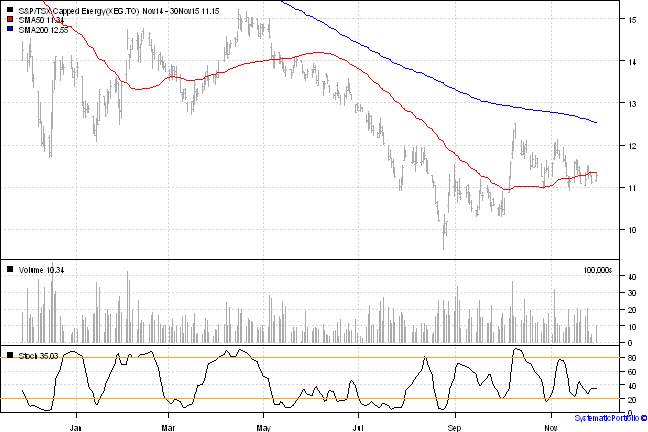 S&P/TSX Capped Energy(XEG.TO) Nov14 - 30Nov15 11.15
SMA50 11.34
SMA200 12.55
15
14
13
12
11
10
Volume 10.34
100,000s
40
30
20
10
0
Stoch 35.03
80
60
40
20
0
Jan
Mar
May
Jul
Sep
Nov
SystematicPortfolio ©